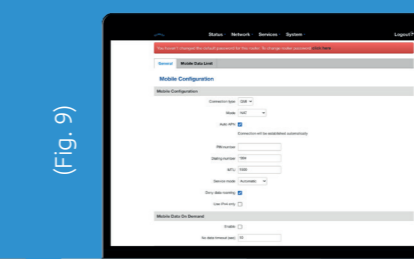 (Fig. 9)
Status Network Services System Logout
You haven't changed the default password for this router. To change router password click here.
General Mobile Data Limit
Mobile Configuration
Mobile Configuration
Connection type
Mode NAT
Auto APN
Connection will be established automatically
PIN number
Dialing number
MTU 1500
Service mode Automatic
Deny data roaming
Use IPv4 only
Mobile Data On Demand
Enable
No data timeout (sec) 10